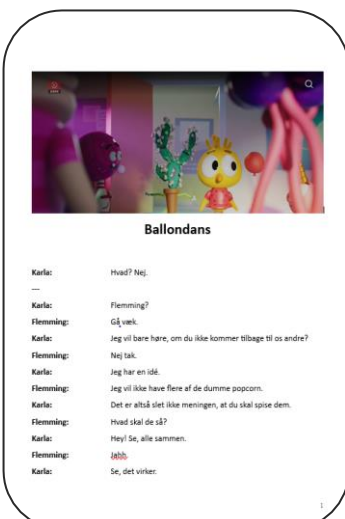 Ballondans
Karla: Hvad? Nej.
---
Karla: Flemming?
Flemming: Gå væk.
Karla: Jeg vil bare høre, om du ikke kommer tilbage til os andre?
Flemming: Nej tak.
Karla: Jeg har en idé.
Flemming: Jeg vil ikke have flere af de dumme popcorn.
Karla: Det er altså slet ikke meningen, at du skal spise dem.
Flemming: Hvad skal de så?
Karla: Hey! Se, alle sammen.
Flemming: Jahh.
Karla: Se, det virker.
1